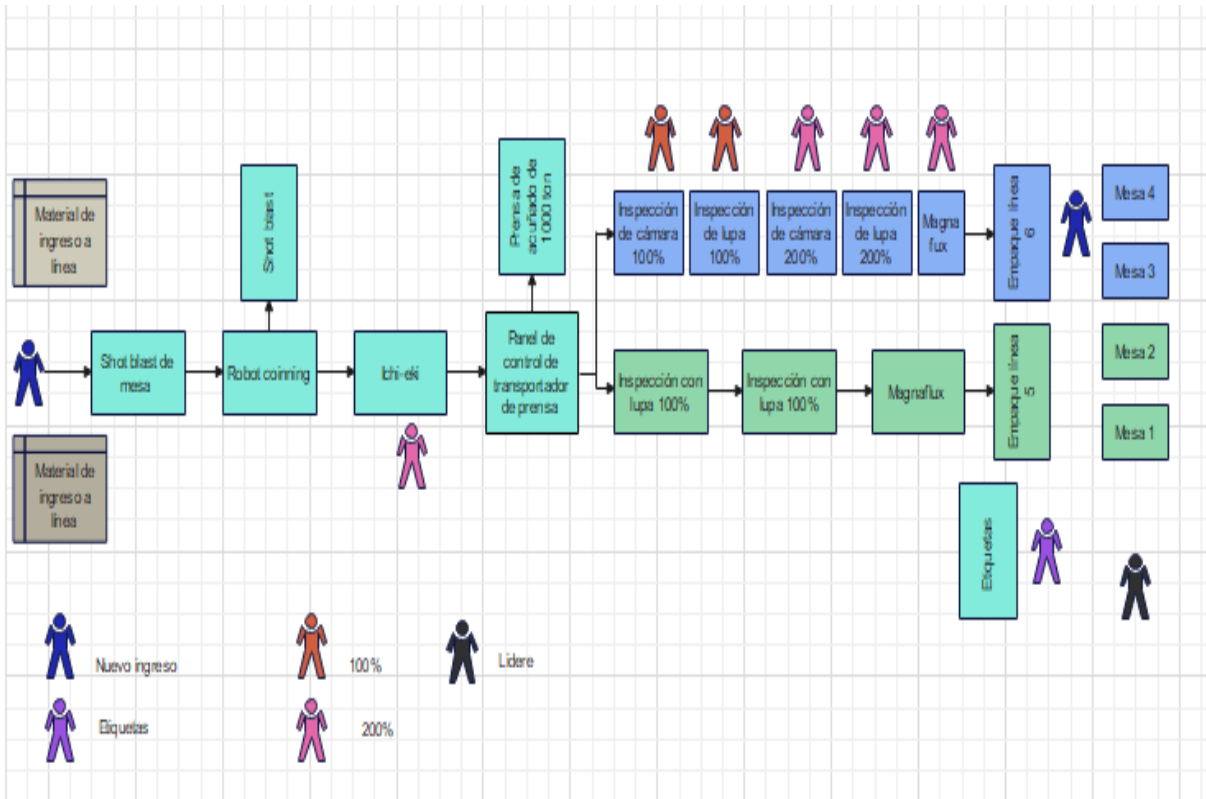 Material de
ingreso a
línea
Shot blast
Prensa de
acuñado de
1000 ton
Inspección
de cámara
100%
Inspección
de lupa
100%
Inspección
de cámara
200%
Inspección
de lupa
200%
Magna
flux
Empaque línea
6
Mesa 4
Mesa 3
Shot blast de
mesa
Robot coinning
Ichi-eki
Panel de
control de
transportador
de prensa
Inspección con
lupa 100%
Inspección con
lupa 100%
Magnaflux
Empaque línea
5
Mesa 2
Mesa 1
Material de
ingreso a
línea
Etiquetas
Nuevo ingreso
100%
Lidere
Etiquetas
200%